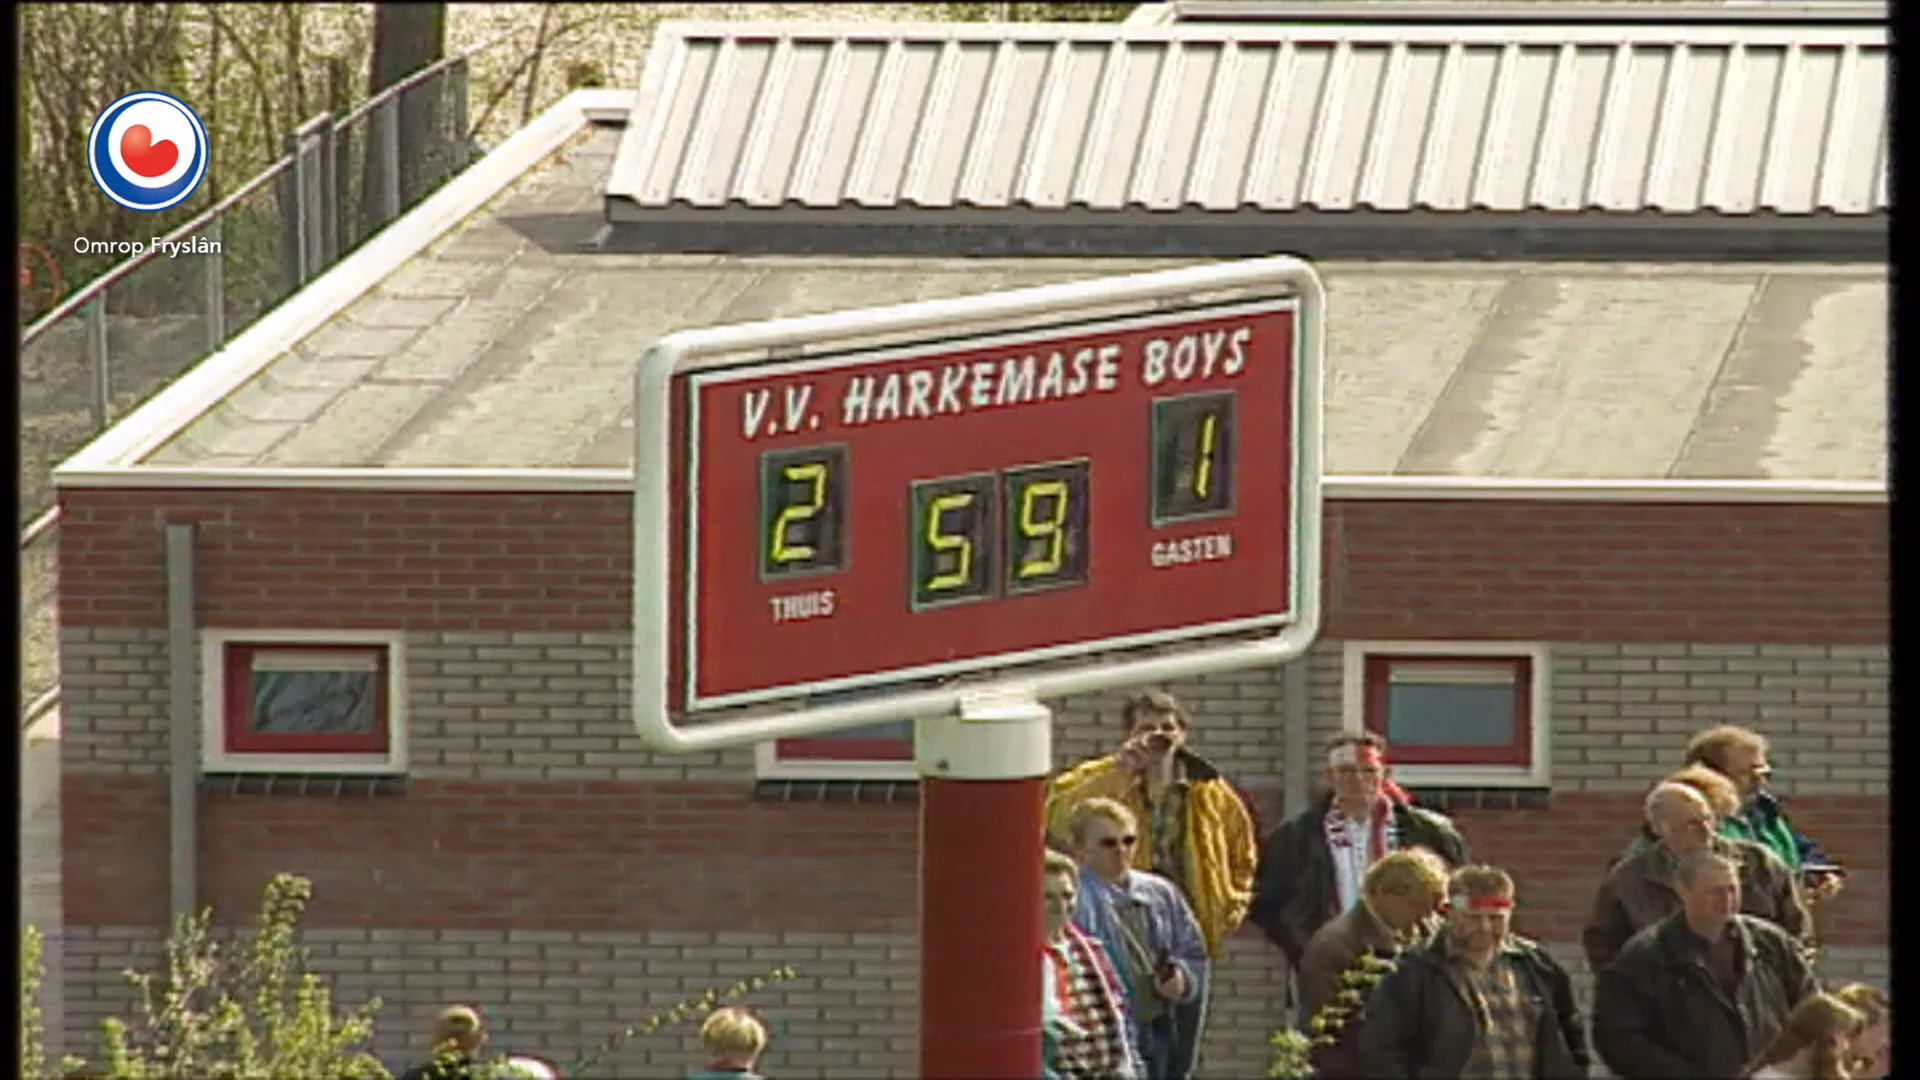 Omrop Fryslân
V.V. HARKEMASE BOYS
2 59 1
THUIS GASTEN